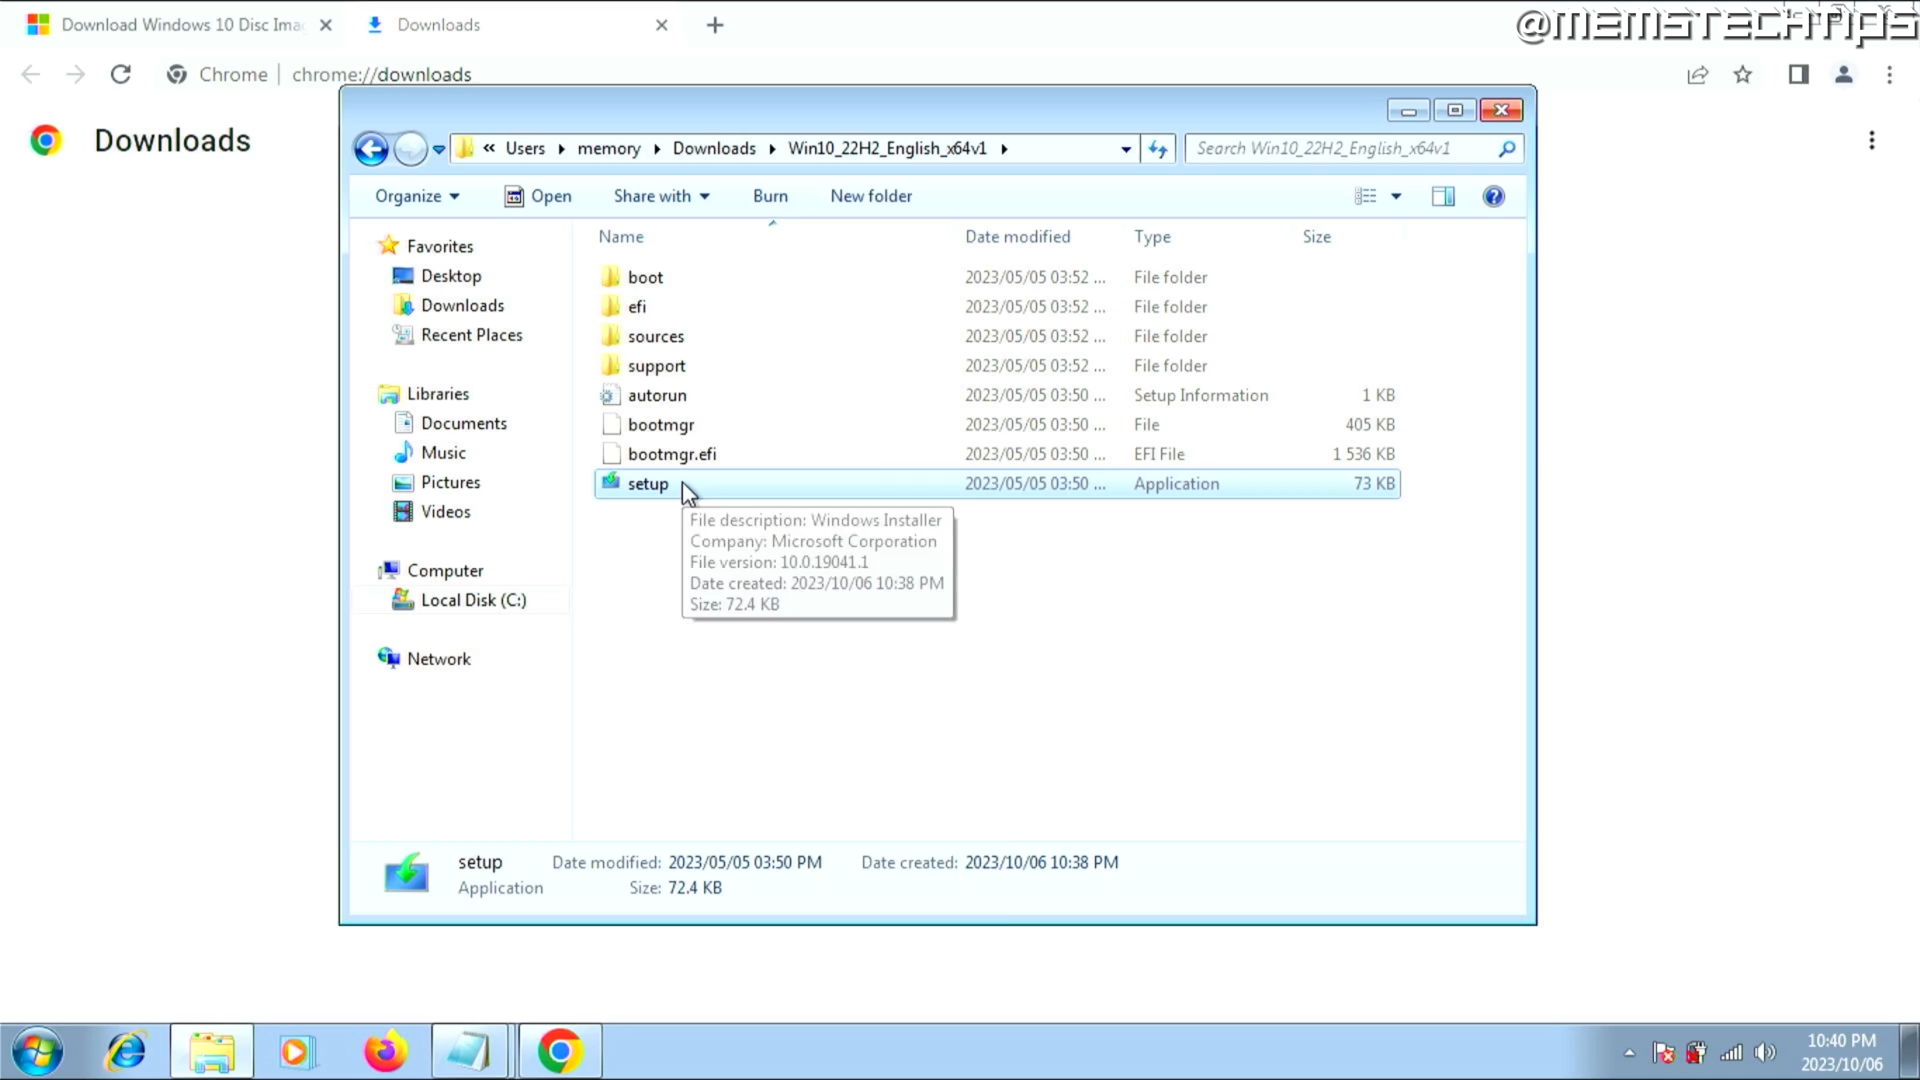 Download Windows 10 Disc Ima
Downloads
@MEMSTECHTIPS
Chrome
chrome://downloads
Downloads
« Users
memory
Downloads
Win10_22H2_English_x64v1
Search Win10_22H2_English_x64v1
Organize
Open
Share with
Burn
New folder
Name
Date modified
Type
Size
Favorites
Desktop
Downloads
Recent Places
Libraries
Documents
Music
Pictures
Videos
Computer
Local Disk (C:)
Network
boot 2023/05/05 03:52 ... File folder
efi 2023/05/05 03:52 ... File folder
sources 2023/05/05 03:52 ... File folder
support 2023/05/05 03:52 ... File folder
autorun 2023/05/05 03:50 ... Setup Information 1 KB
bootmgr 2023/05/05 03:50 ... File 405 KB
bootmgr.efi 2023/05/05 03:50 ... EFI File 1 536 KB
setup 2023/05/05 03:50 ... Application 73 KB
File description: Windows Installer
Company: Microsoft Corporation
File version: 10.0.19041.1
Date created: 2023/10/06 10:38 PM
Size: 72.4 KB
setup Date modified: 2023/05/05 03:50 PM Date created: 2023/10/06 10:38 PM
Application Size: 72.4 KB
10:40 PM
2023/10/06